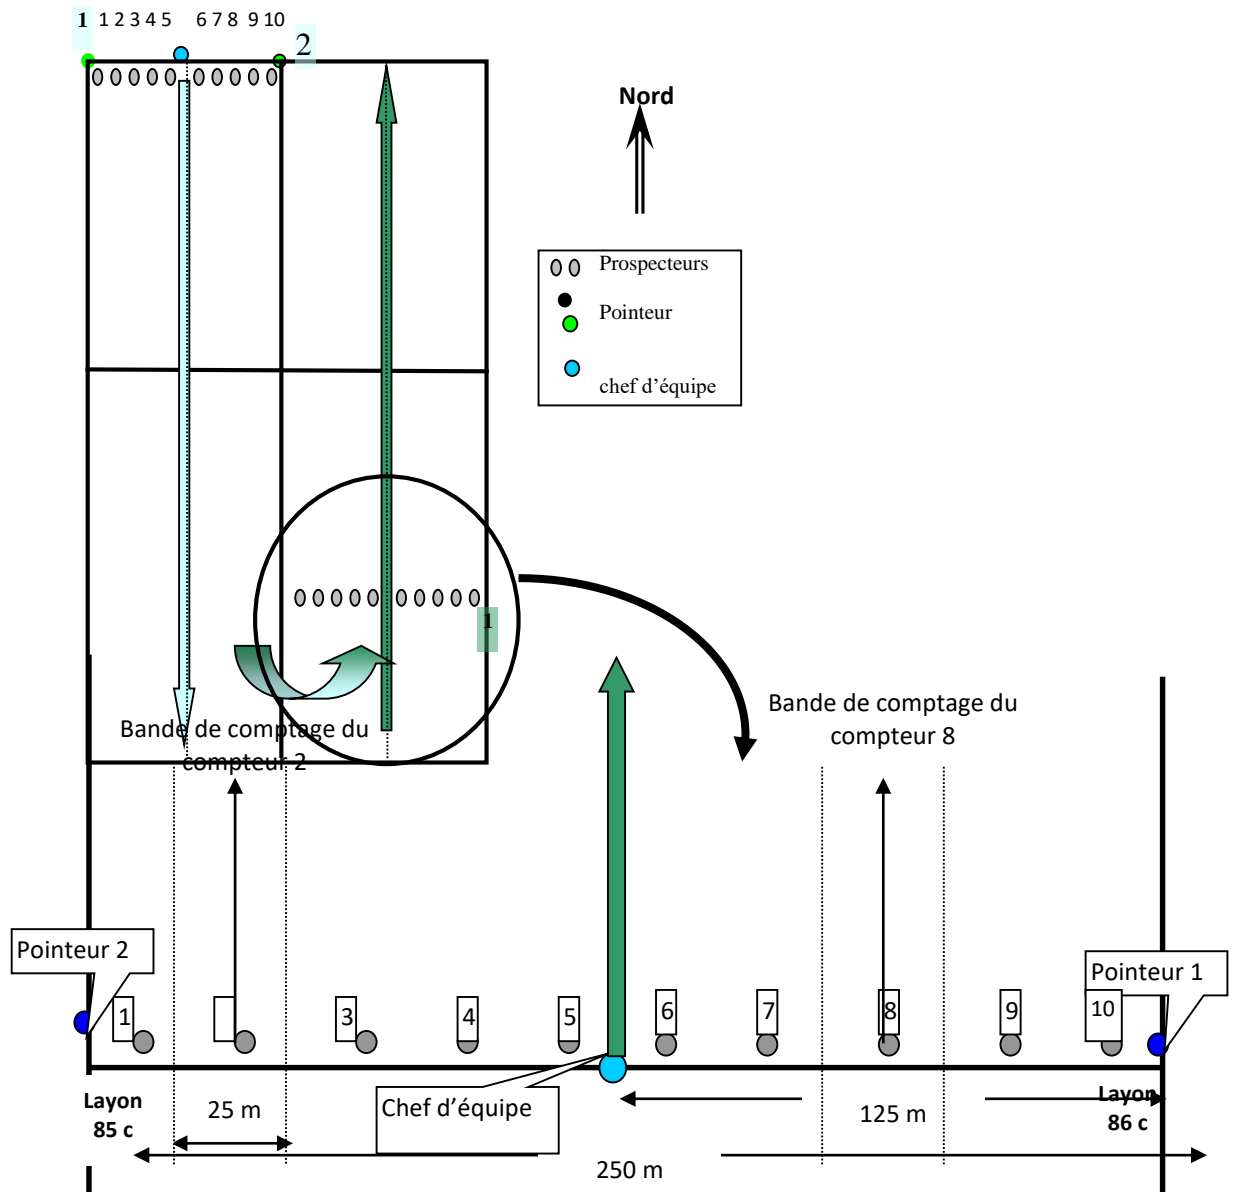 1 1 2 3 4 5 6 7 8 9 10
2
Nord
Prospecteurs
Pointeur
chef d’équipe
1
Bande de comptage du
compteur 2
Bande de comptage du
compteur 8
Pointeur 2
Pointeur 1
1
3
4
5
6
7
8
9
10
Chef d’équipe
Layon
85 c
25 m
125 m
Layon
86 c
250 m